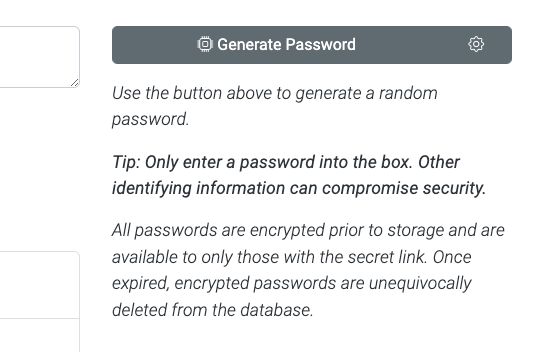 Generate Password
Use the button above to generate a random
password.
Tip: Only enter a password into the box. Other
identifying information can compromise security.
All passwords are encrypted prior to storage and are
available to only those with the secret link. Once
expired, encrypted passwords are unequivocally
deleted from the database.